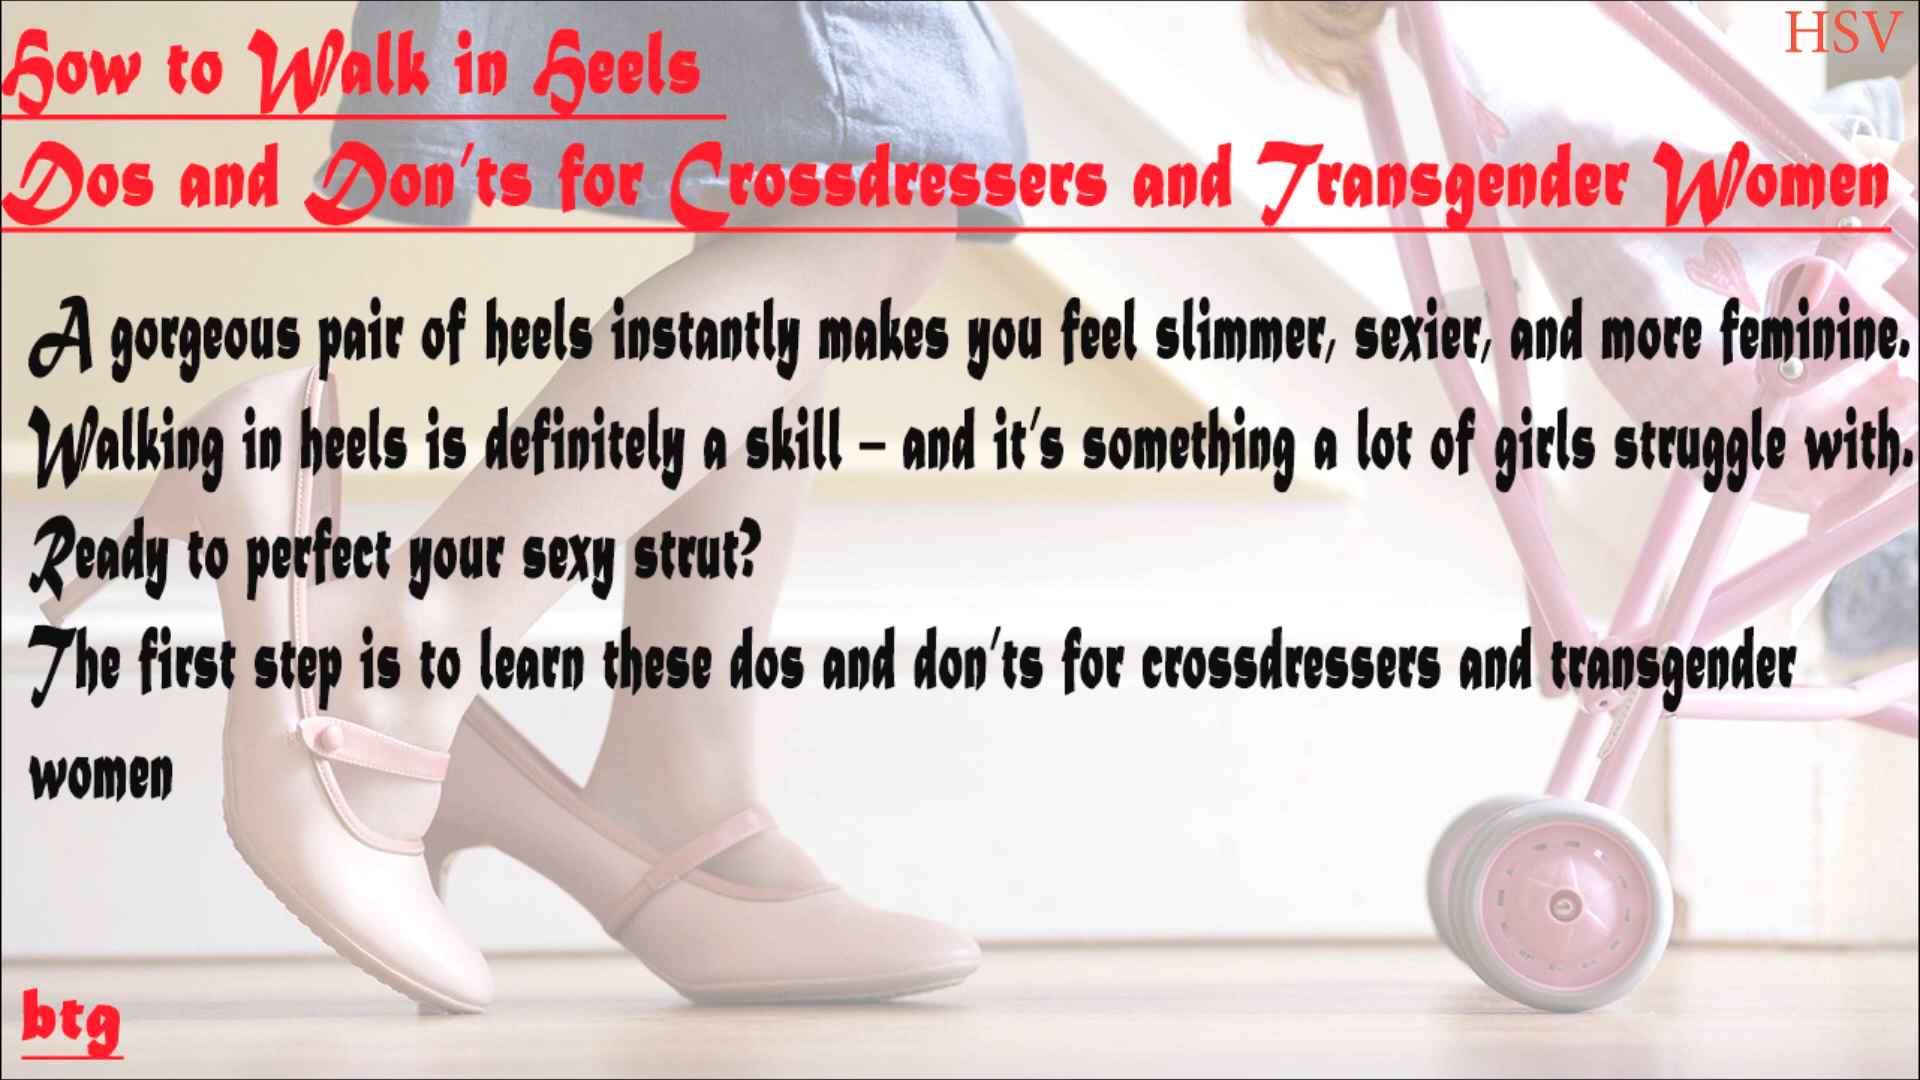 HSV
How to Walk in Heels
Dos and Don'ts for Crossdressers and Transgender Women
A gorgeous pair of heels instantly makes you feel slimmer, sexier, and more feminine.
Walking in heels is definitely a skill – and it's something a lot of girls struggle with.
Ready to perfect your sexy strut?
The first step is to learn these dos and don'ts for crossdressers and transgender
women
btg